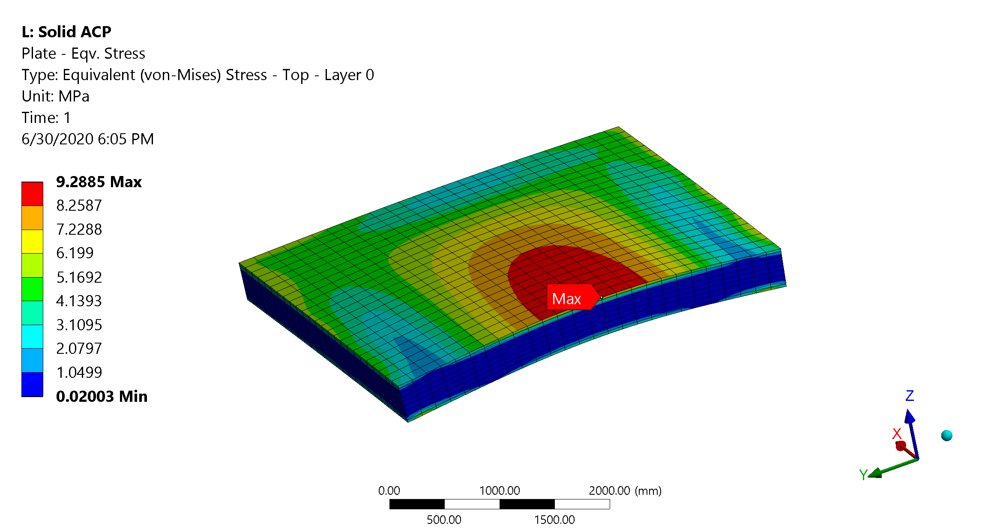 L: Solid ACP
Plate - Eqv. Stress
Type: Equivalent (von-Mises) Stress - Top - Layer 0
Unit: MPa
Time: 1
6/30/2020 6:05 PM
9.2885 Max
8.2587
7.2288
6.199
5.1692
4.1393
3.1095
2.0797
1.0499
0.02003 Min
Max
Z
X
Y
0.00 1000.00 2000.00 (mm)
500.00 1500.00